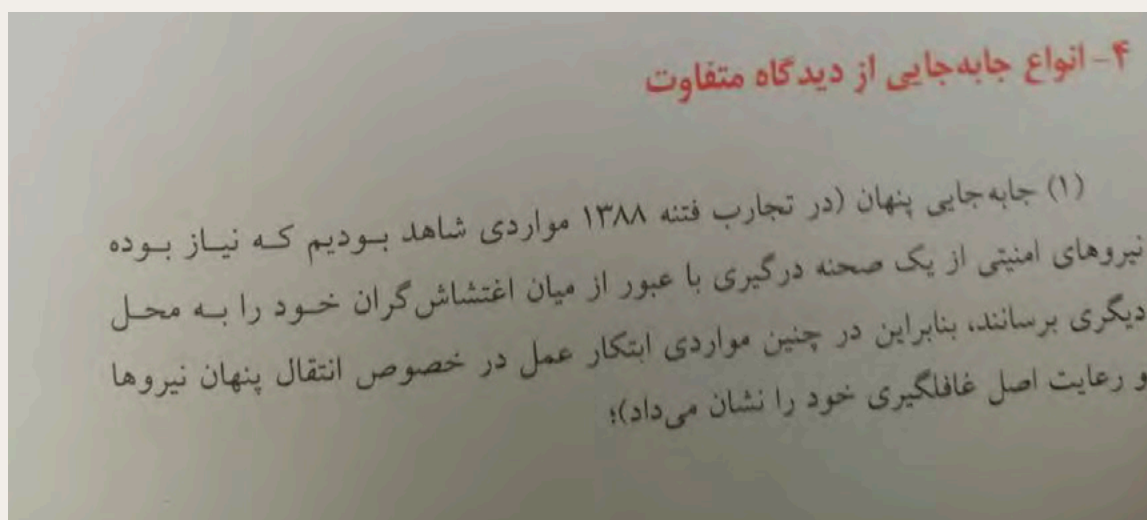 ۴- انواع جابه‌جایی از دیدگاه متفاوت
(۱) جابه‌جایی پنهان (در تجارب فتنه ۱۳۸۸ مواردی شاهد بودیم که نیاز بوده
نیروهای امنیتی از یک صحنه درگیری با عبور از میان اغتشاش‌گران خود را به محل
دیگری برسانند، بنابراین در چنین مواردی ابتکار عمل در خصوص انتقال پنهان نیروها
و رعایت اصل غافلگیری خود را نشان می‌داد)؛